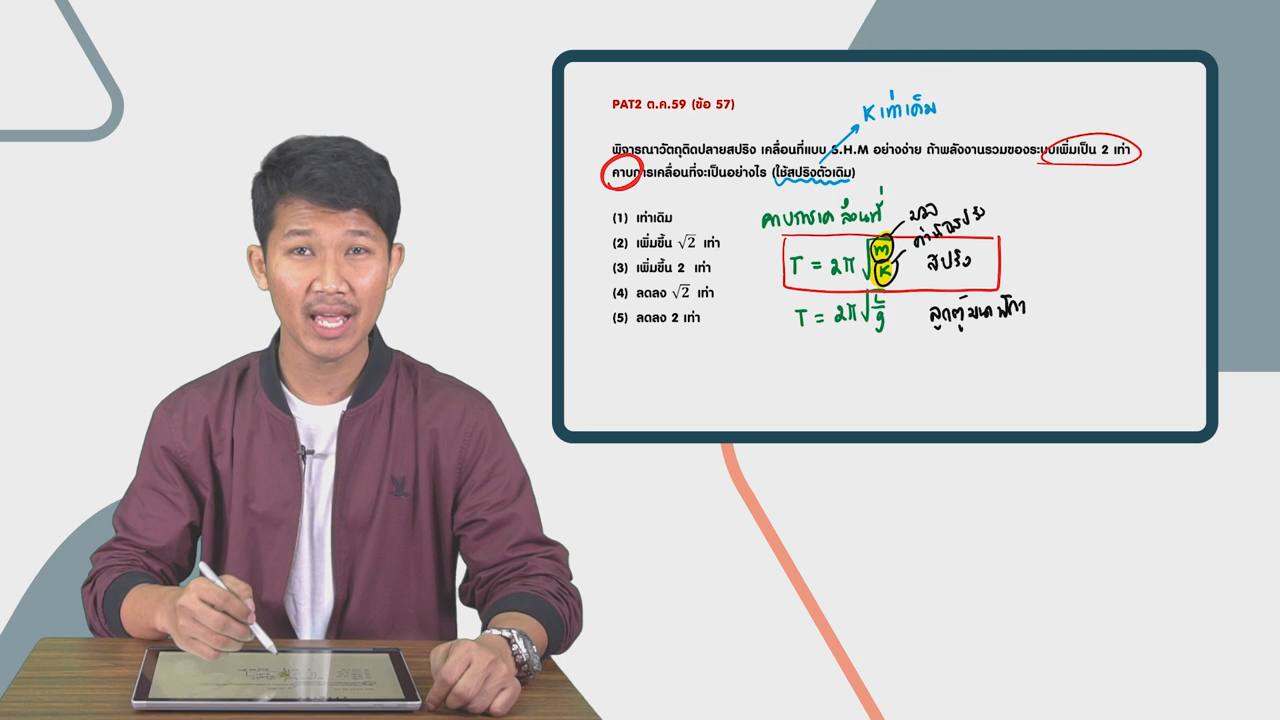 PAT2 ต.ค.59 (ข้อ 57)
K เท่าเดิม
พิจารณาวัตถุติดปลายสปริง เคลื่อนที่แบบ S.H.M อย่างง่าย ถ้าพลังงานรวมของระบบเพิ่มเป็น 2 เท่า
คาบการเคลื่อนที่จะเป็นอย่างไร (ใช้สปริงตัวเดิม)
(1) เท่าเดิม
(2) เพิ่มขึ้น √2 เท่า
(3) เพิ่มขึ้น 2 เท่า
(4) ลดลง √2 เท่า
(5) ลดลง 2 เท่า
คาบการเคลื่อนที่
มวล
T = 2π√(m/K) สปริง
T = 2π√(L/g) ลูกตุ้มนาฬิกา